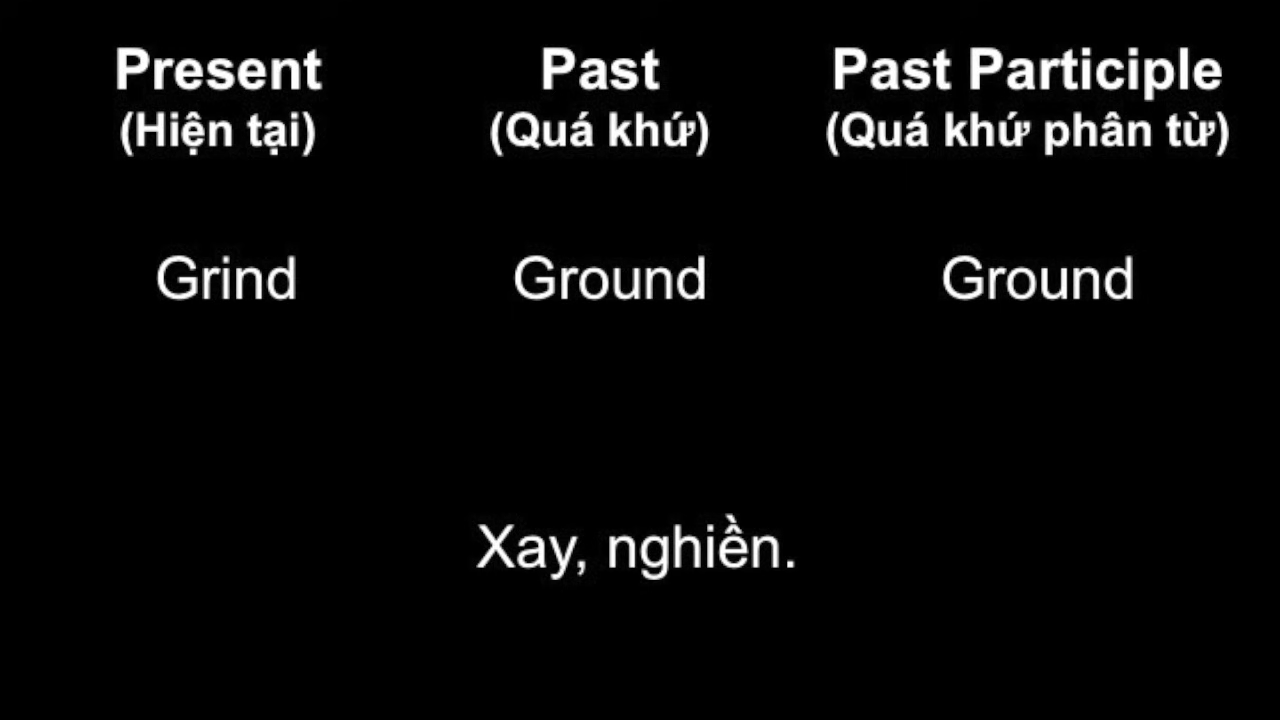 Present Past Past Participle
(Hiện tại) (Quá khứ) (Quá khứ phân từ)
Grind Ground Ground
Xay, nghiền.